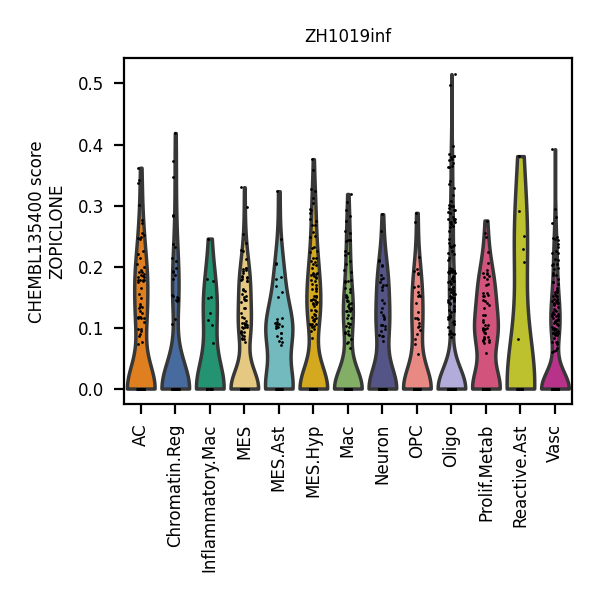 ZH1019inf
CHEMBL135400 score
ZOPICLONE
0.5
0.4
0.3
0.2
0.1
0.0
AC
Chromatin.Reg
Inflammatory.Mac
MES
MES.Ast
MES.Hyp
Mac
Neuron
OPC
Oligo
Prolif.Metab
Reactive.Ast
Vasc